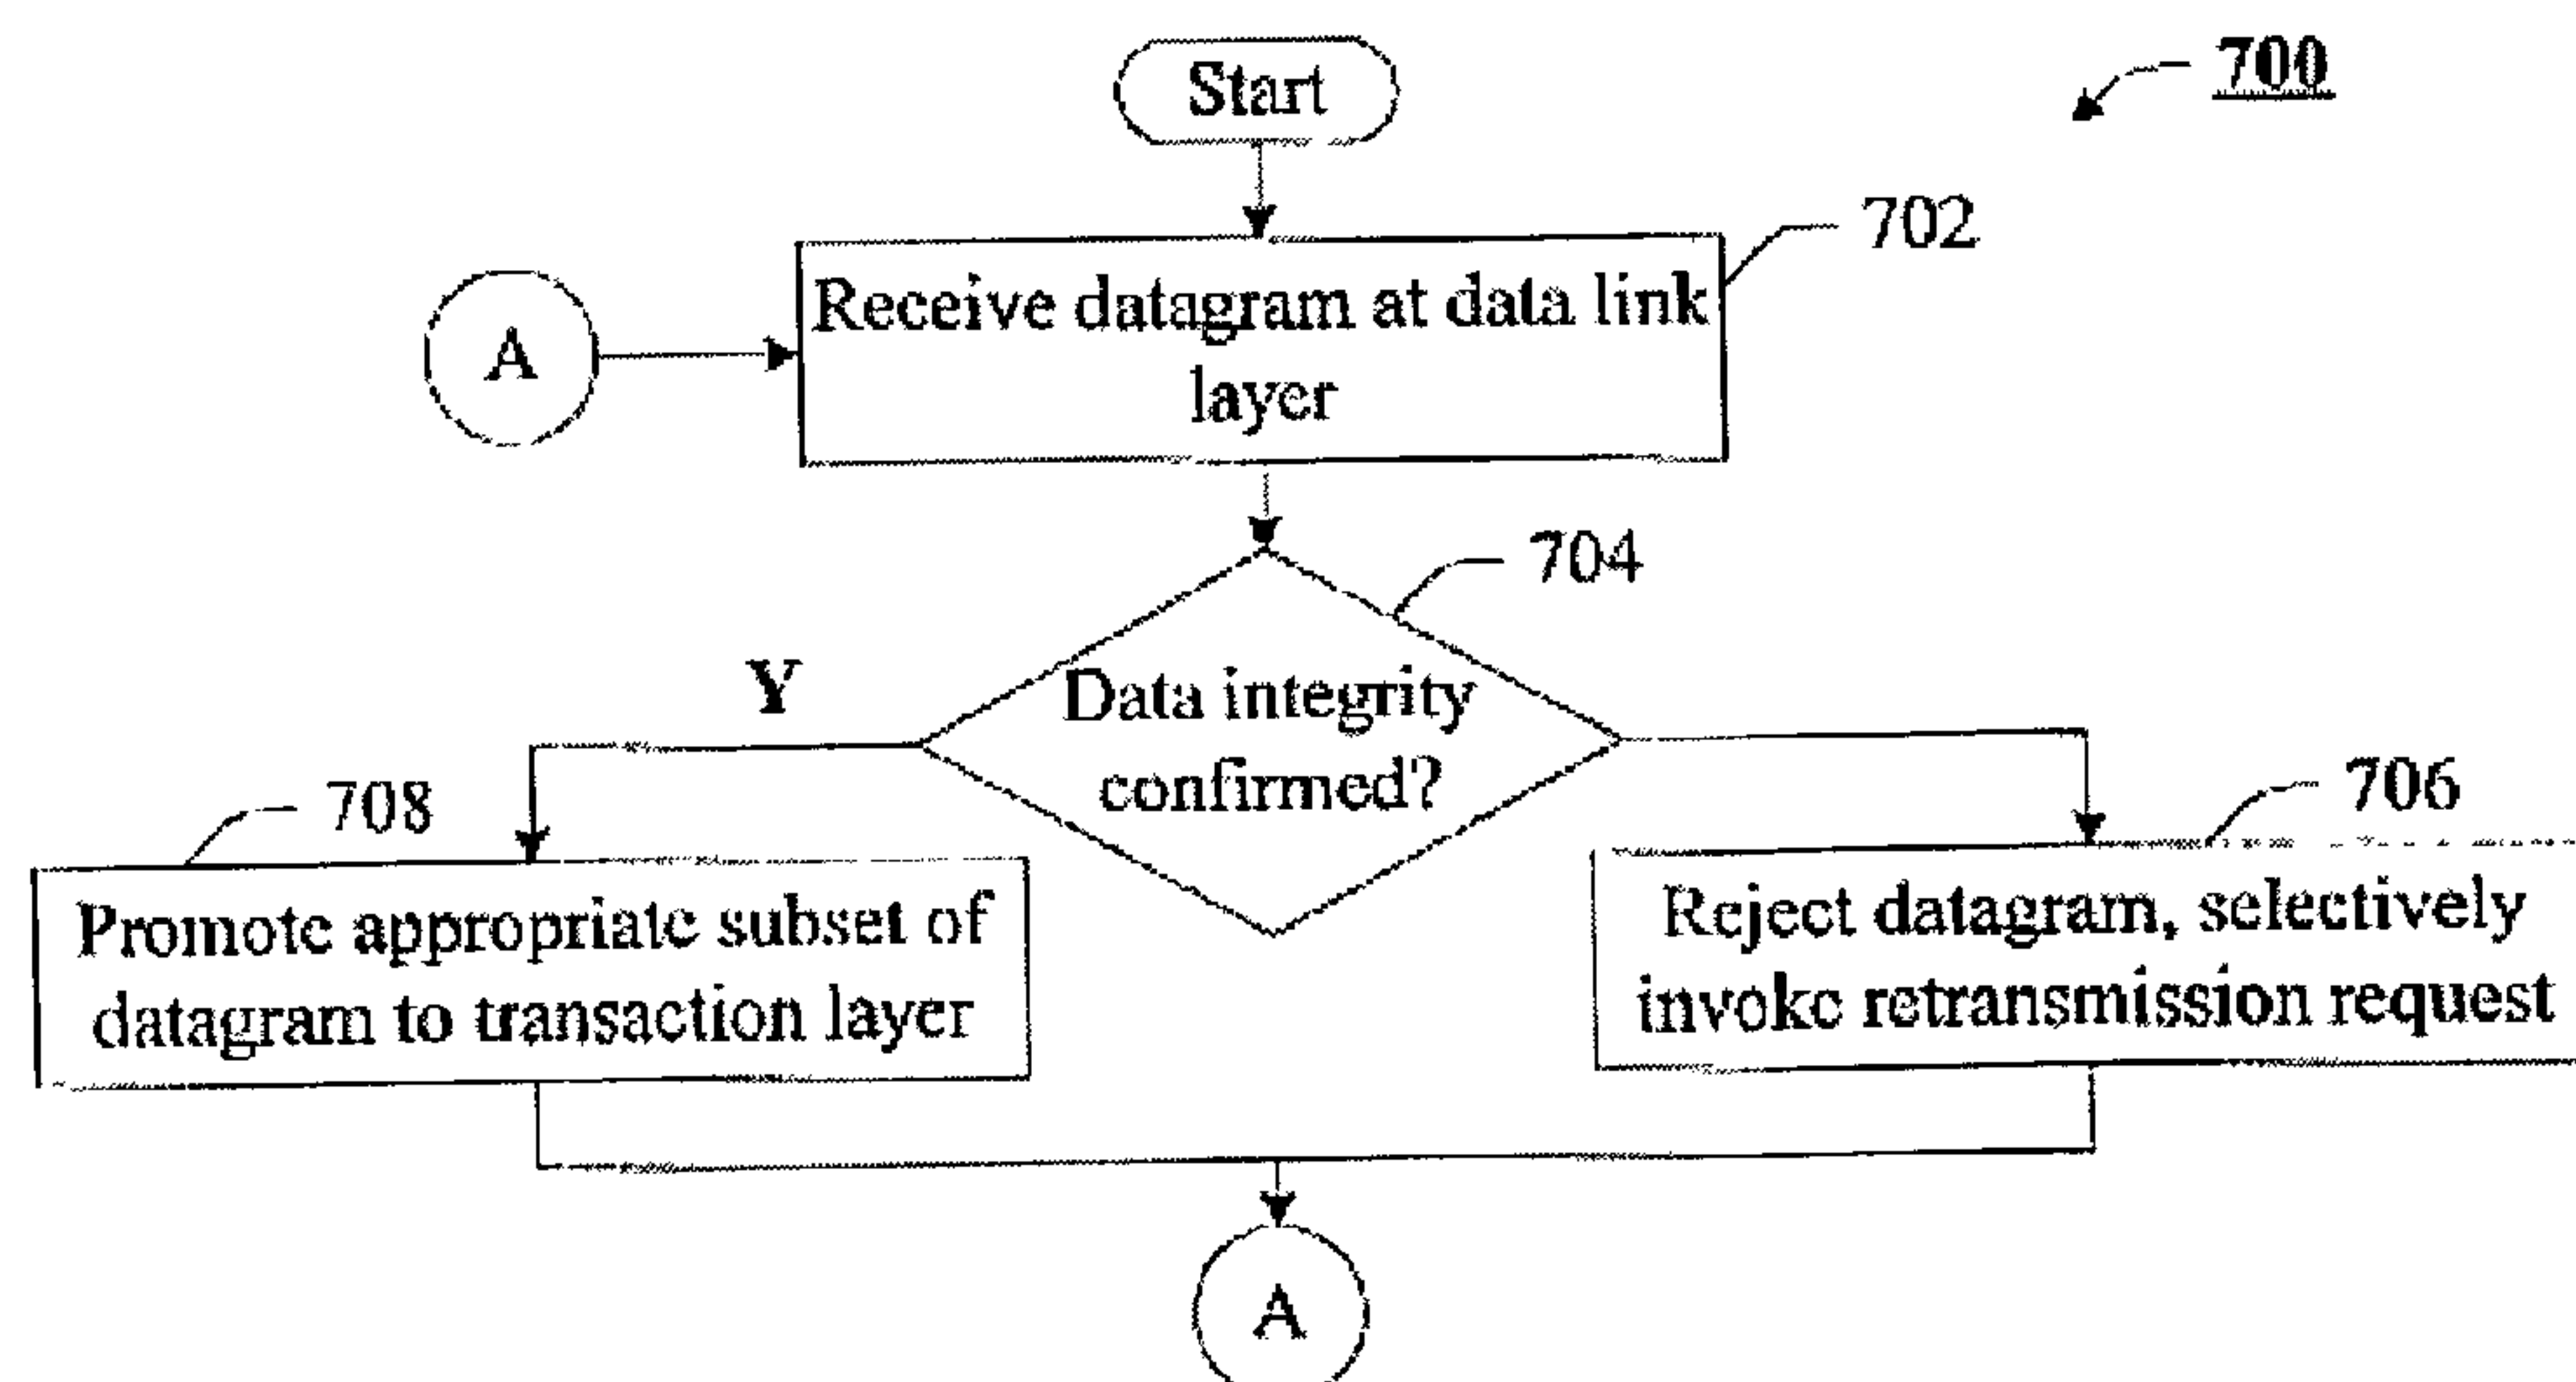 Start
700
702
Receive datagram at data link
layer
A
704
Data integrity
confirmed?
Y
708
706
Promote appropriate subset of
datagram to transaction layer
Reject datagram, selectively
invoke retransmission request
A